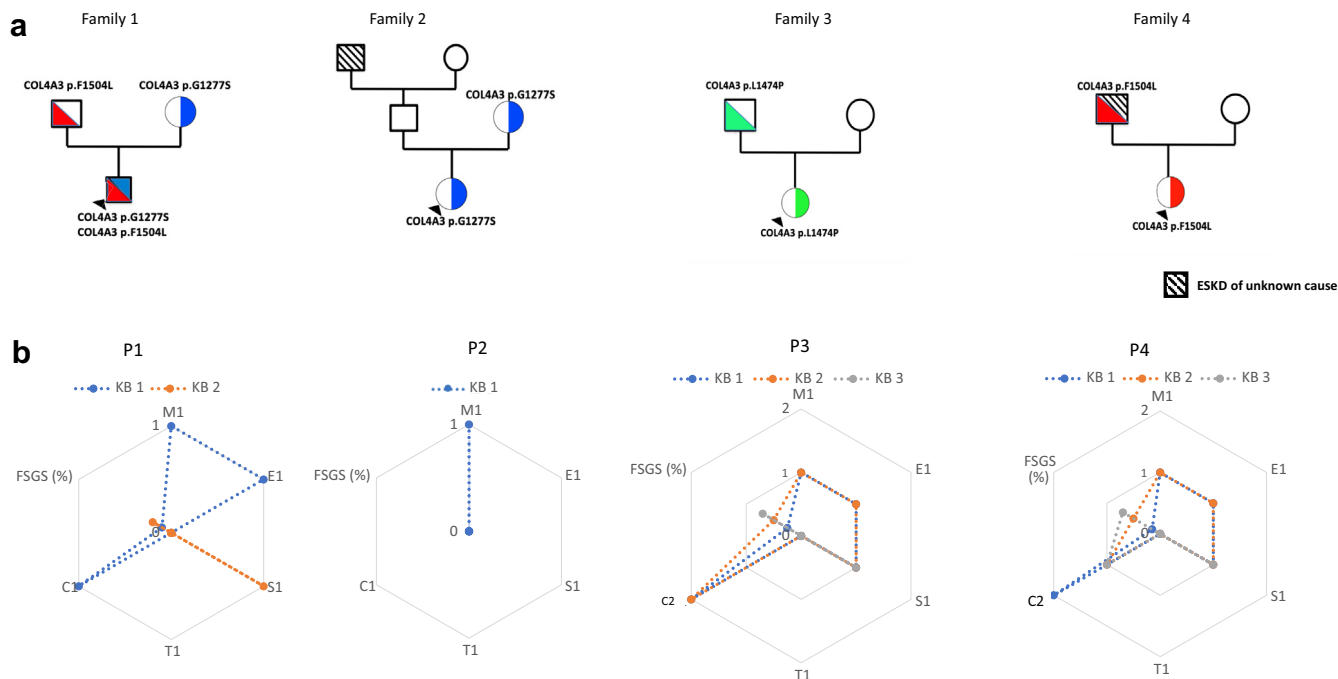 a
Family 1
Family 2
Family 3
Family 4
COL4A3 p.F1504L
COL4A3 p.G1277S
COL4A3 p.G1277S
COL4A3 p.F1504L
COL4A3 p.G1277S
COL4A3 p.G1277S
COL4A3 p.L1474P
COL4A3 p.L1474P
COL4A3 p.F1504L
COL4A3 p.F1504L
ESKD of unknown cause
b
P1
KB 1 KB 2
M1
1
FSGS (%)
E1
0
C1
S1
T1
P2
KB 1
M1
1
FSGS (%)
E1
0
C1
S1
T1
P3
KB 1 KB 2 KB 3
M1
2
FSGS (%)
E1
1
0
C2
S1
T1
P4
KB 1 KB 2 KB 3
M1
2
FSGS
(%)
E1
1
0
C2
S1
T1